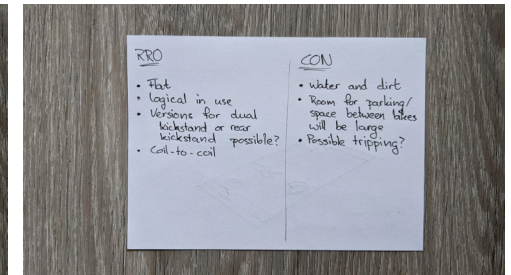 PRO
• Flat
• Logical in use
• Versions for dual
kickstand or rear
kickstand possible?
• Coil-to-coil
CON
• Water and dirt
• Room for parking/
space between bikes
will be large
• Possible tripping?